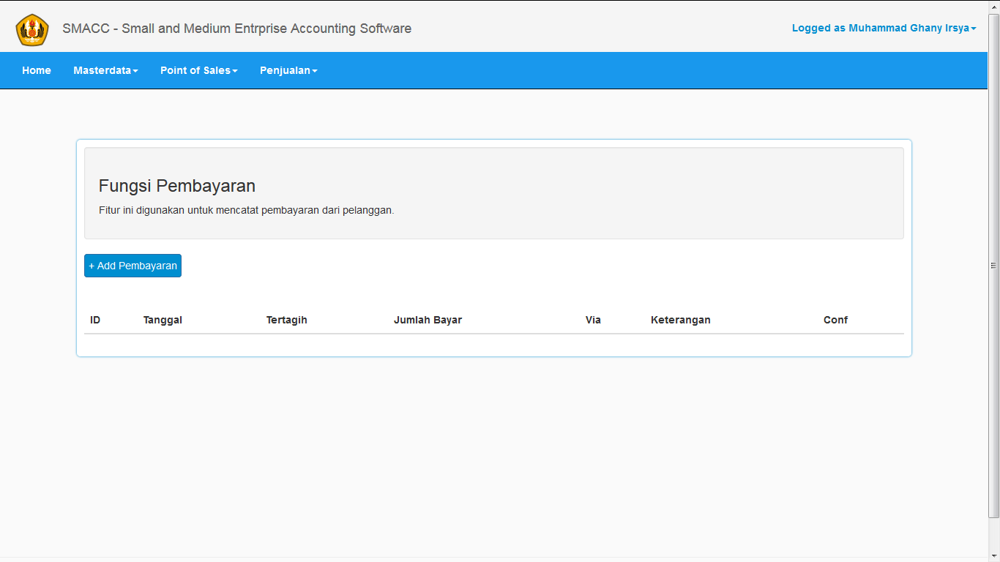 SMACC - Small and Medium Entrprise Accounting Software
Logged as Muhammad Ghany Irsya
Home Masterdata Point of Sales Penjualan
Fungsi Pembayaran
Fitur ini digunakan untuk mencatat pembayaran dari pelanggan.
+ Add Pembayaran
ID Tanggal Tertagih Jumlah Bayar Via Keterangan Conf